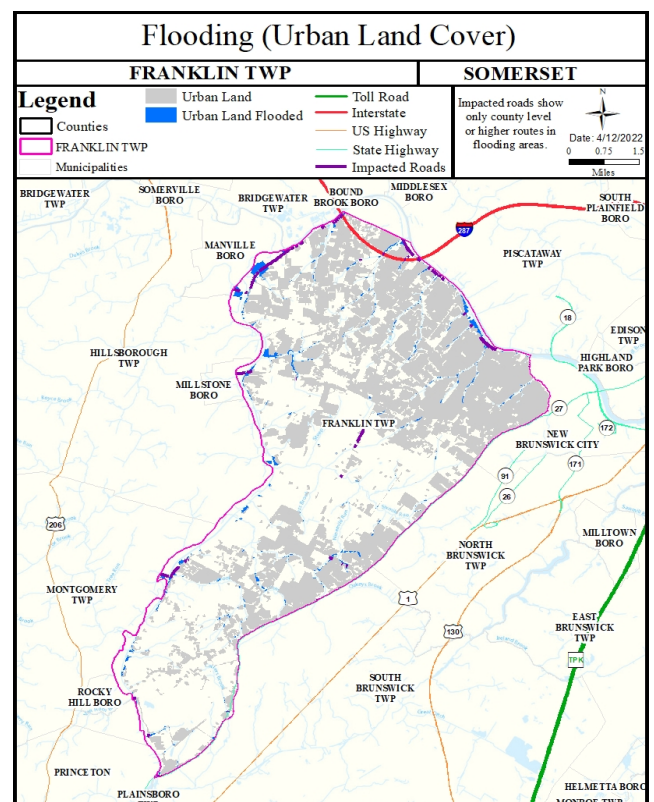 Flooding (Urban Land Cover)
FRANKLIN TWP
SOMERSET
Legend
Counties
FRANKLIN TWP
Municipalities
Urban Land
Urban Land Flooded
Toll Road
Interstate
US Highway
State Highway
Impacted Roads
Impacted roads show
only county level
or higher routes in
flooding areas.
N
Date: 4/12/2022
0 0.75 1.5
Miles
BRIDGEWATER
TWP
SOMERVILLE
BORO
BRIDGEWATER
TWP
BOUND
BROOK BORO
MIDDLESEX
BORO
SOUTH
PLAINFIELD
BORO
287
MANVILLE
BORO
PISCATAWAY
TWP
18
EDISON
TWP
HILLSBOROUGH
TWP
HIGHLAND
PARK BORO
MILLSTONE
BORO
27
FRANKLIN TWP
172
NEW
BRUNSWICK CITY
171
91
26
206
MILLTOWN
BORO
NORTH
BRUNSWICK
TWP
MONTGOMERY
TWP
1
130
EAST
BRUNSWICK
TWP
TPK
SOUTH
BRUNSWICK
TWP
ROCKY
HILL BORO
PRINCETON
PLAINSBORO
TWP
HELMETTA BORO
MONROE TWP